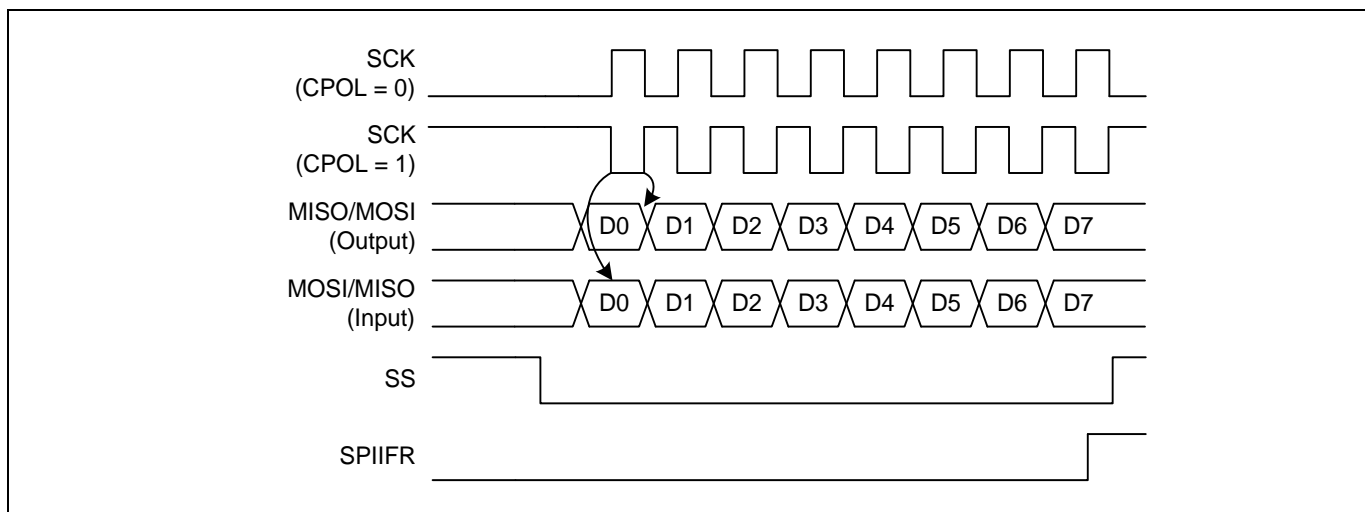 SCK
(CPOL = 0)
SCK
(CPOL = 1)
MISO/MOSI
(Output)
D0 D1 D2 D3 D4 D5 D6 D7
MOSI/MISO
(Input)
D0 D1 D2 D3 D4 D5 D6 D7
SS
SPIIFR